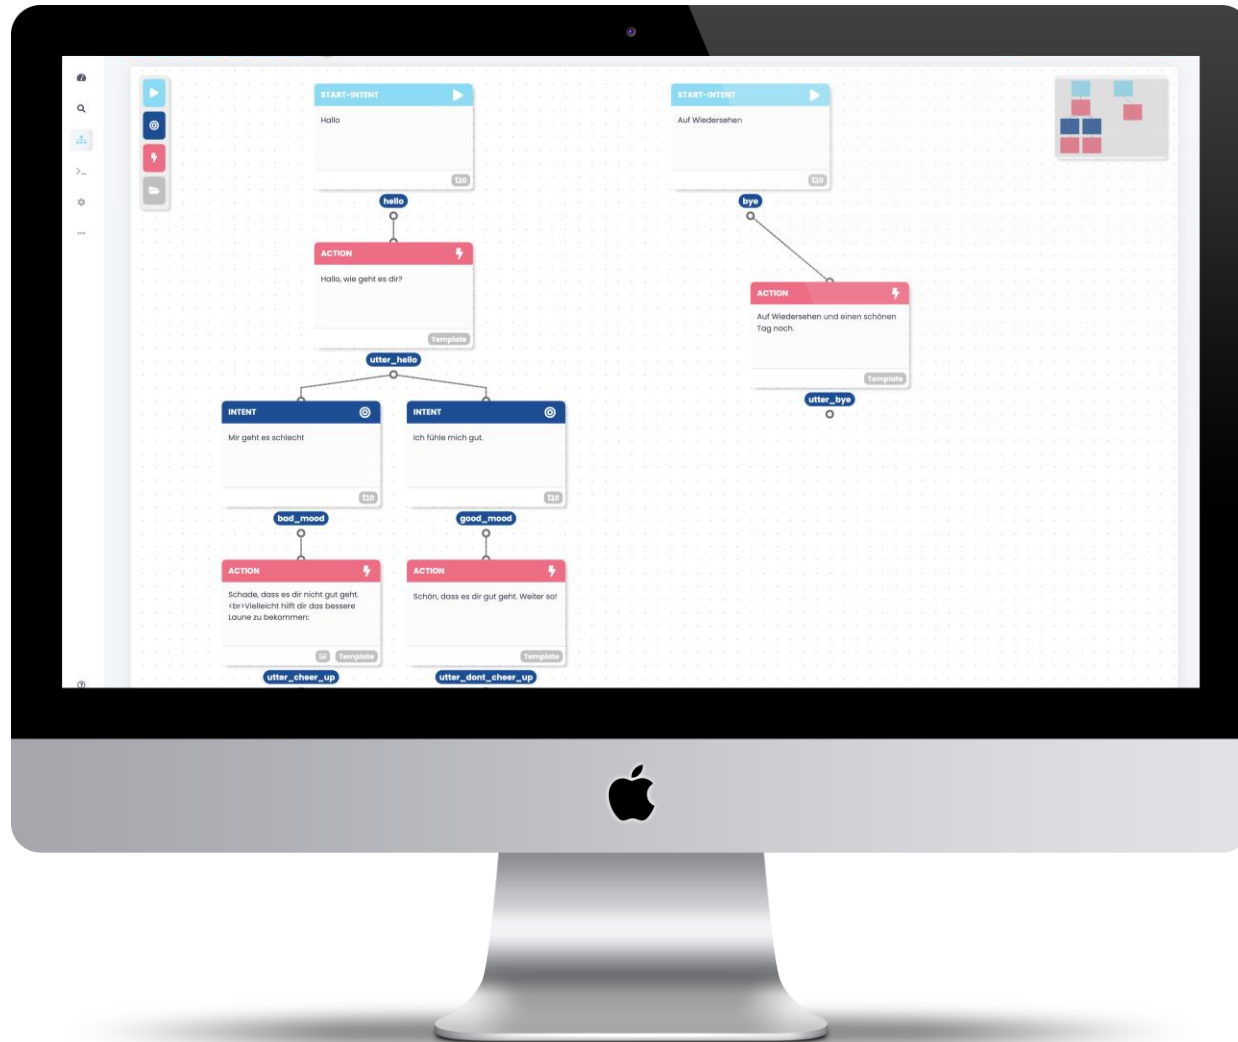 START-INTENT
Hallo
hello
ACTION
Hallo, wie geht es dir?
Template
utter_hello
INTENT
Mir geht es schlecht
bad_mood
INTENT
Ich fühle mich gut.
good_mood
ACTION
Schade, dass es dir nicht gut geht.
<br>Vielleicht hilft dir das bessere
Laune zu bekommen:
Template
utter_cheer_up
ACTION
Schön, dass es dir gut geht. Weiter so!
Template
utter_dont_cheer_up
START-INTENT
Auf Wiedersehen
bye
ACTION
Auf Wiedersehen und einen schönen
Tag noch.
Template
utter_bye